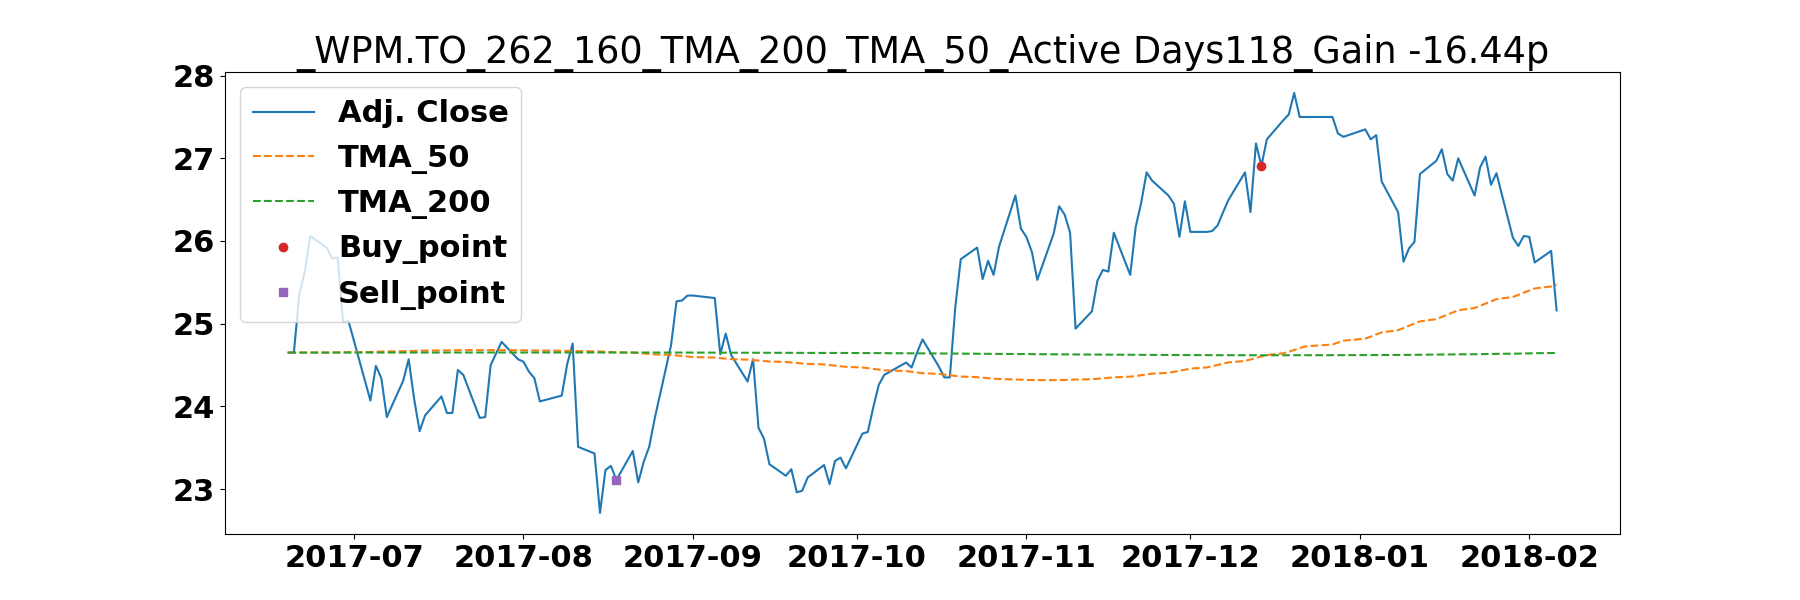 _WPM.TO_262_160_TMA_200_TMA_50_Active Days118_Gain -16.44p
28
27
26
25
24
23
Adj. Close
TMA_50
TMA_200
Buy_point
Sell_point
2017-07 2017-08 2017-09 2017-10 2017-11 2017-12 2018-01 2018-02